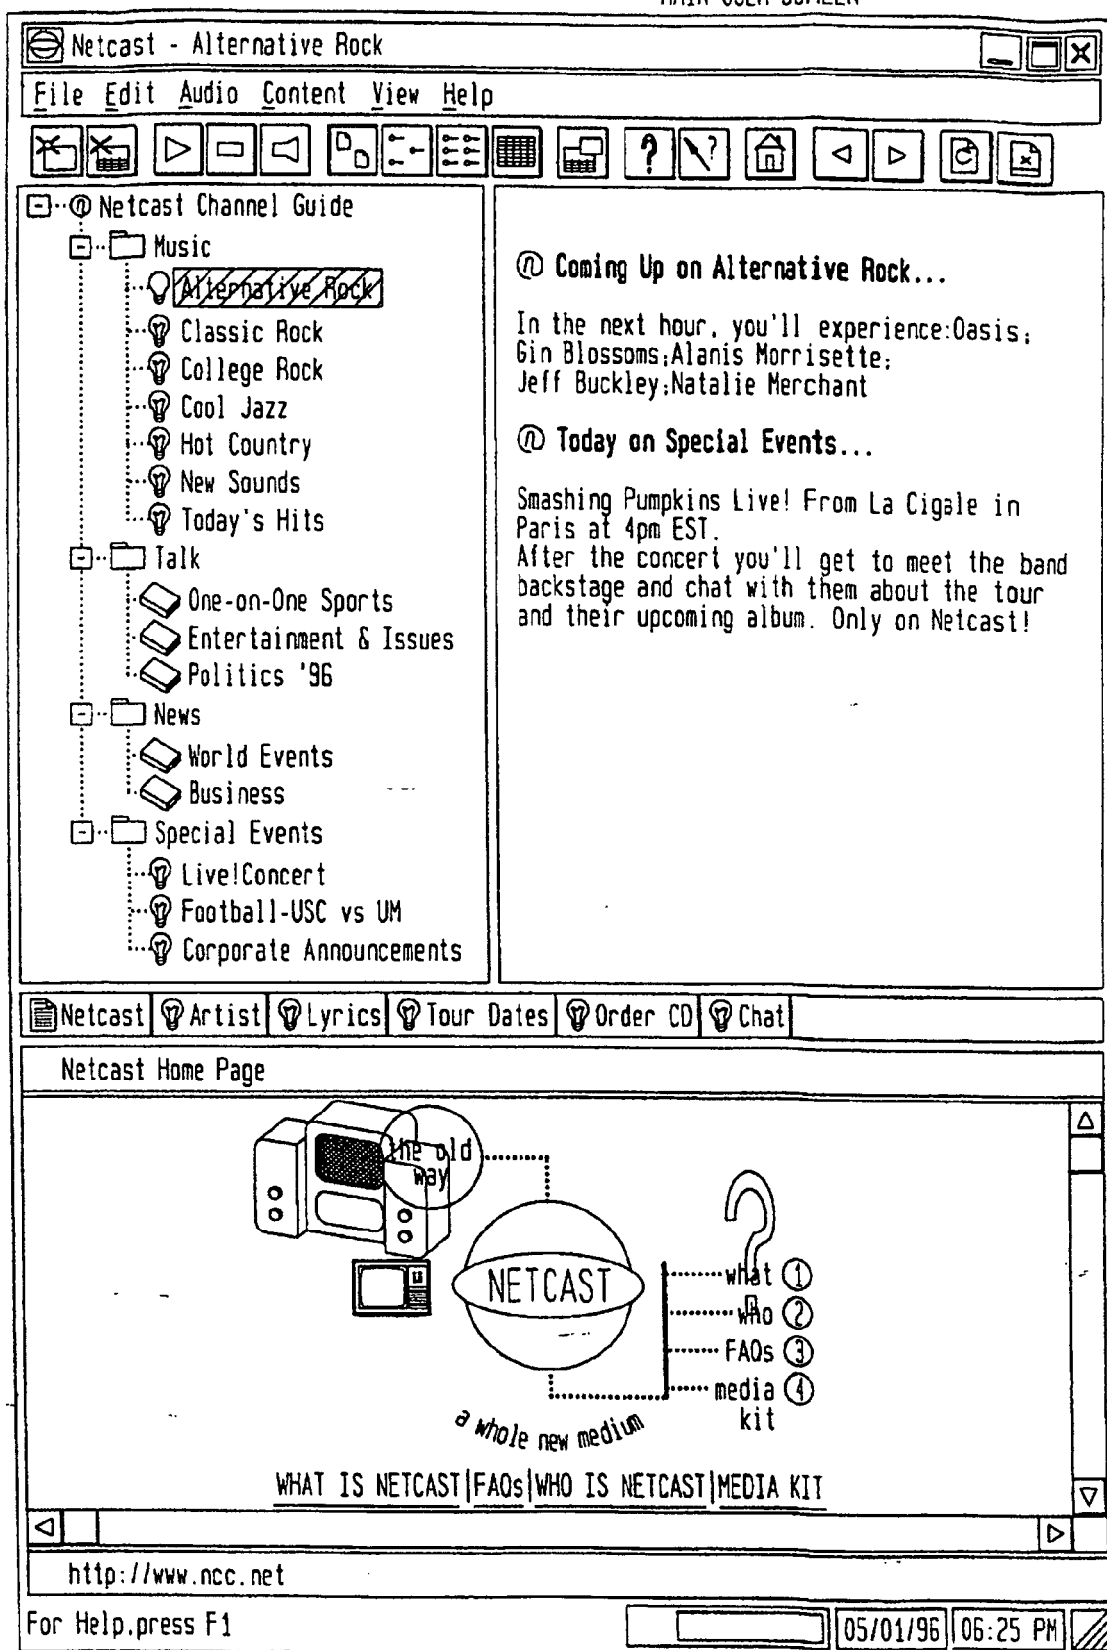 MAIN USER SCREEN
Netcast - Alternative Rock
File Edit Audio Content View Help
Netcast Channel Guide
Music
Alternative Rock
Classic Rock
College Rock
Cool Jazz
Hot Country
New Sounds
Today's Hits
Talk
One-on-One Sports
Entertainment & Issues
Politics '96
News
World Events
Business
Special Events
Live!Concert
Football-USC vs UM
Corporate Announcements
Coming Up on Alternative Rock...
In the next hour, you'll experience:Oasis;
Gin Blossoms;Alanis Morrisette;
Jeff Buckley;Natalie Merchant
Today on Special Events...
Smashing Pumpkins Live! From La Cigale in
Paris at 4pm EST.
After the concert you'll get to meet the band
backstage and chat with them about the tour
and their upcoming album. Only on Netcast!
Netcast Artist Lyrics Tour Dates Order CD Chat
Netcast Home Page
the old
way
NETCAST
what 1
who 2
FAQs 3
media 4
kit
a whole new medium
WHAT IS NETCAST|FAQs|WHO IS NETCAST|MEDIA KIT
http://www.ncc.net
For Help,press F1 05/01/96 06:25 PM